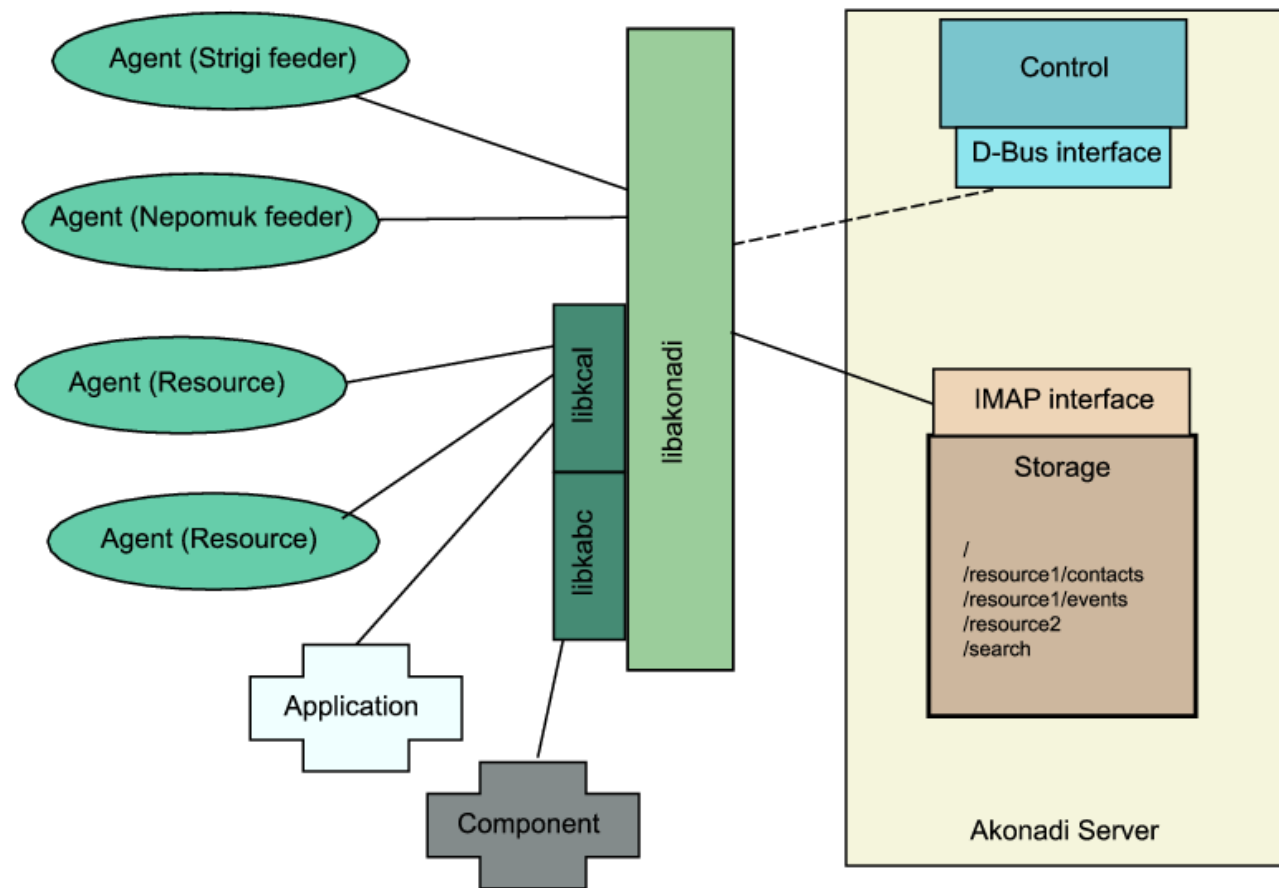 Agent (Strigi feeder)
Agent (Nepomuk feeder)
Agent (Resource)
Agent (Resource)
Application
Component
libkcal
libkabc
libakonadi
Control
D-Bus interface
IMAP interface
Storage
/
/resource1/contacts
/resource1/events
/resource2
/search
Akonadi Server